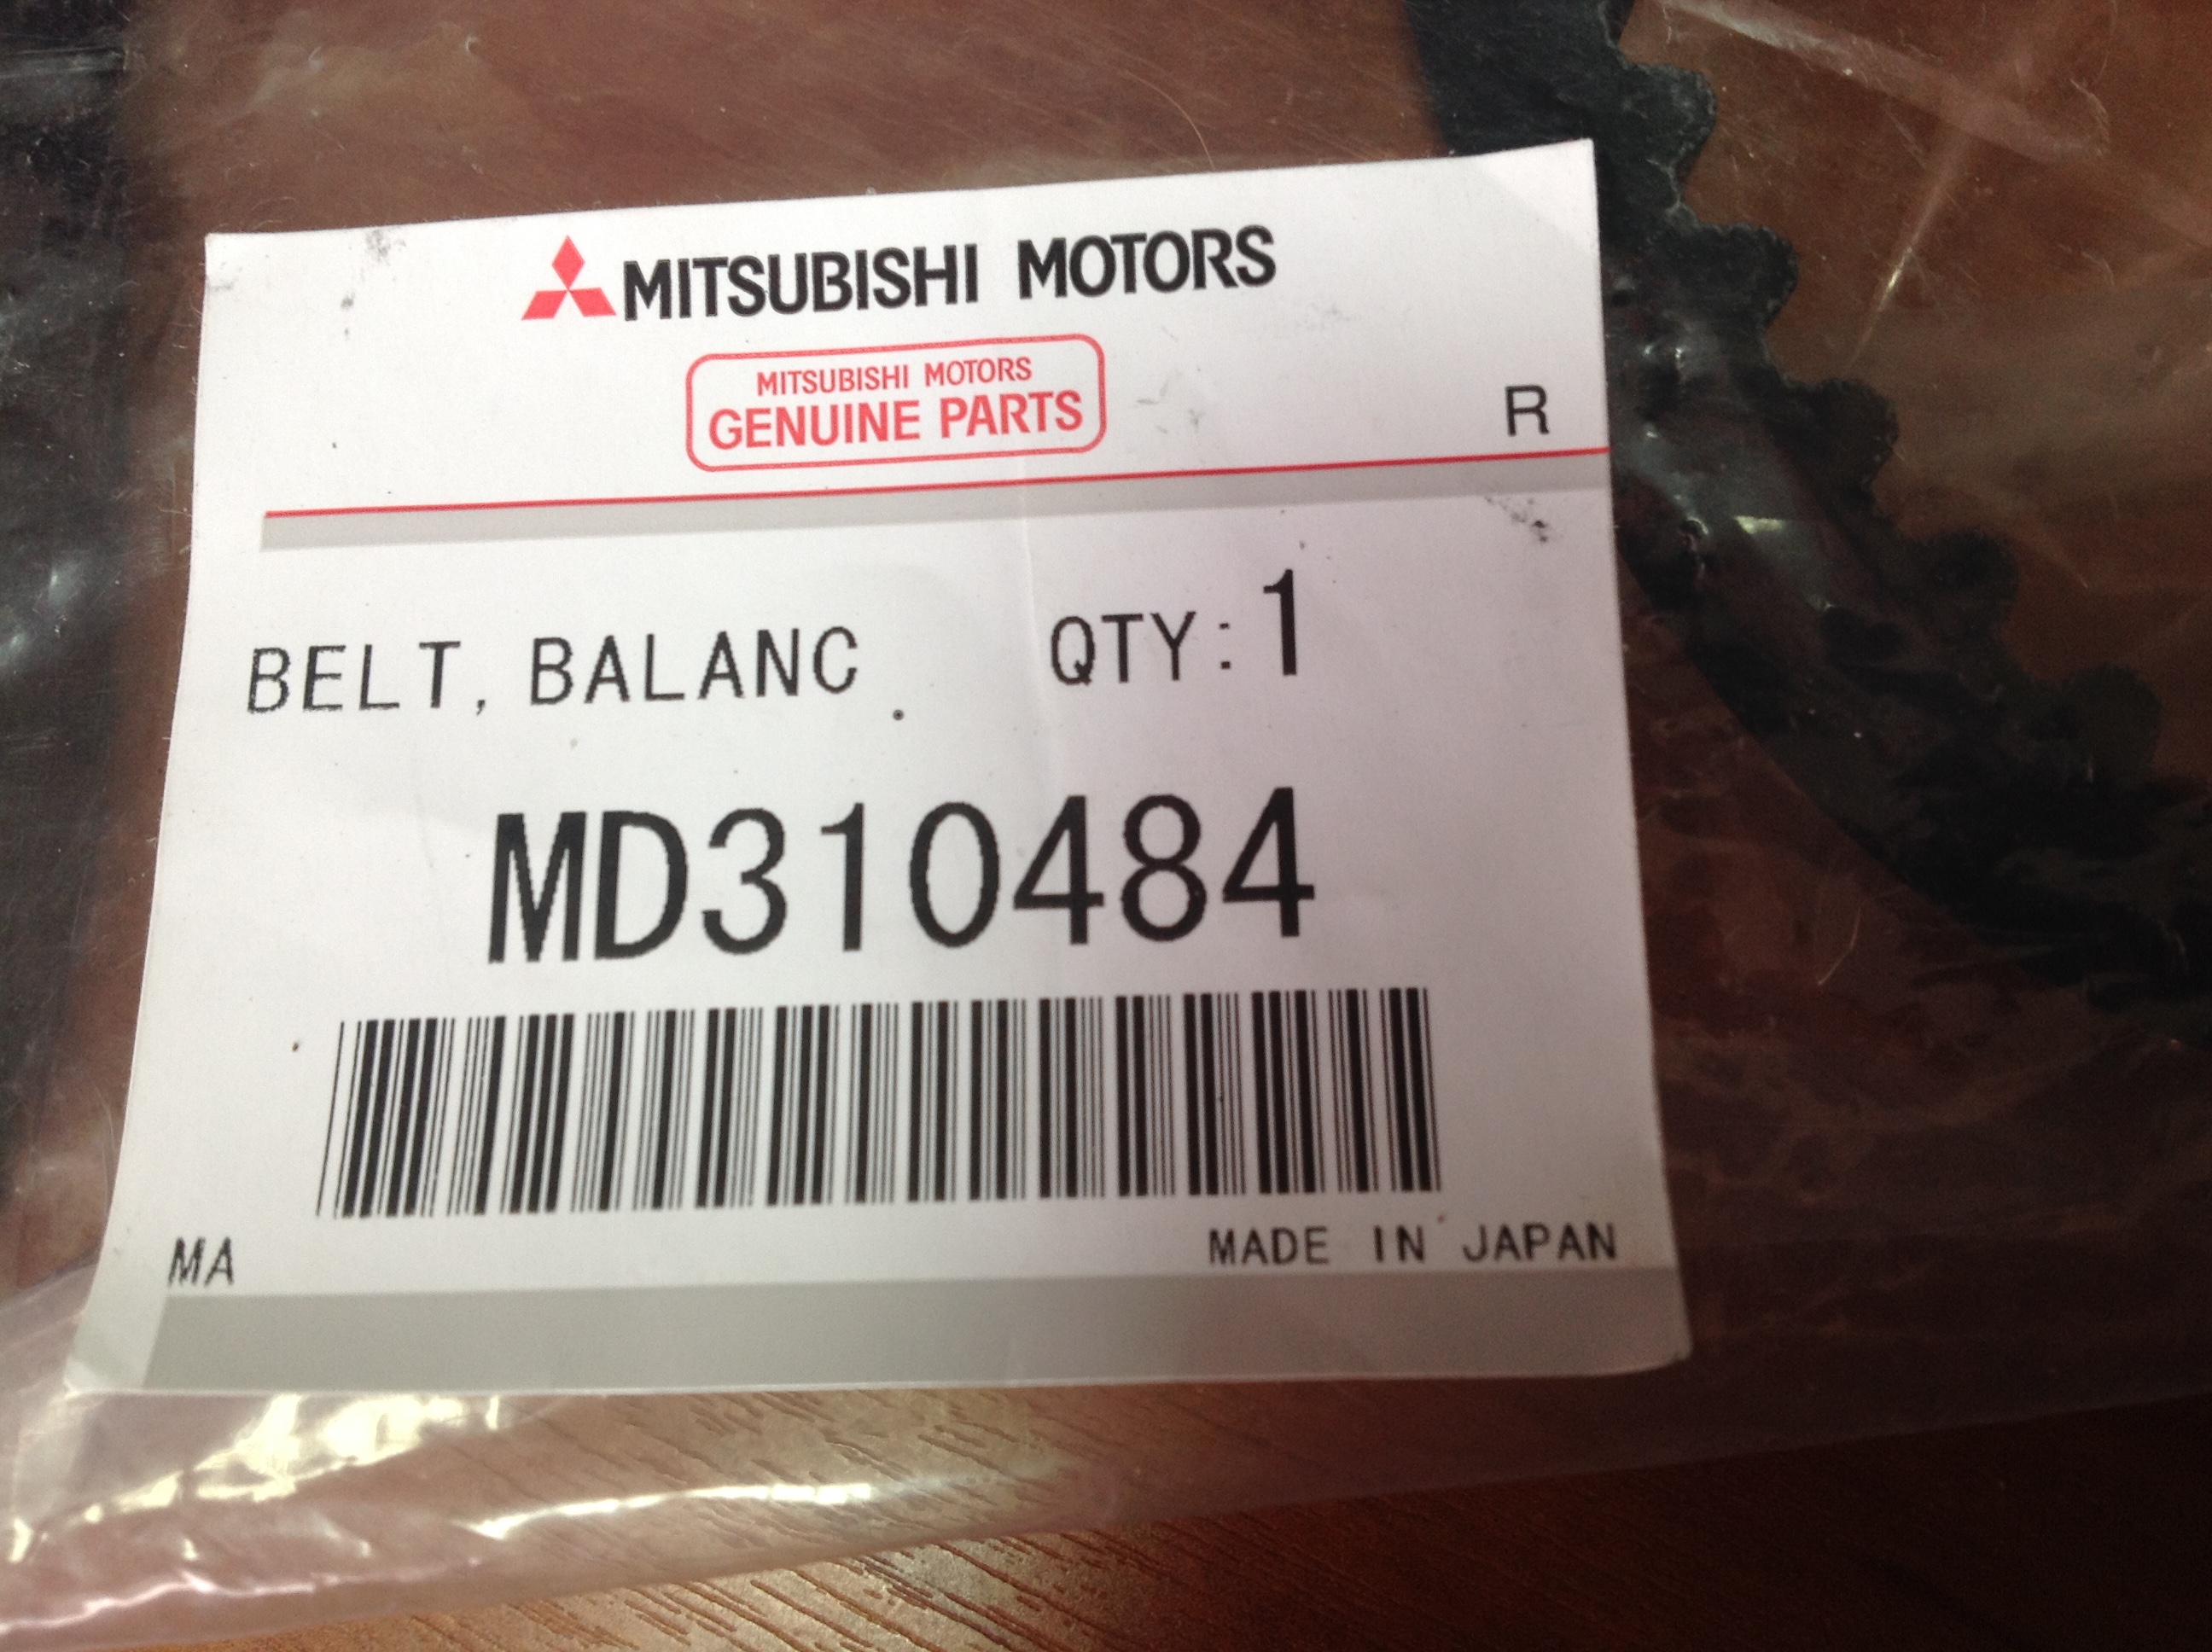 MITSUBISHI MOTORS
MITSUBISHI MOTORS
GENUINE PARTS
R
BELT, BALANC QTY:1
MD310484
MA MADE IN JAPAN